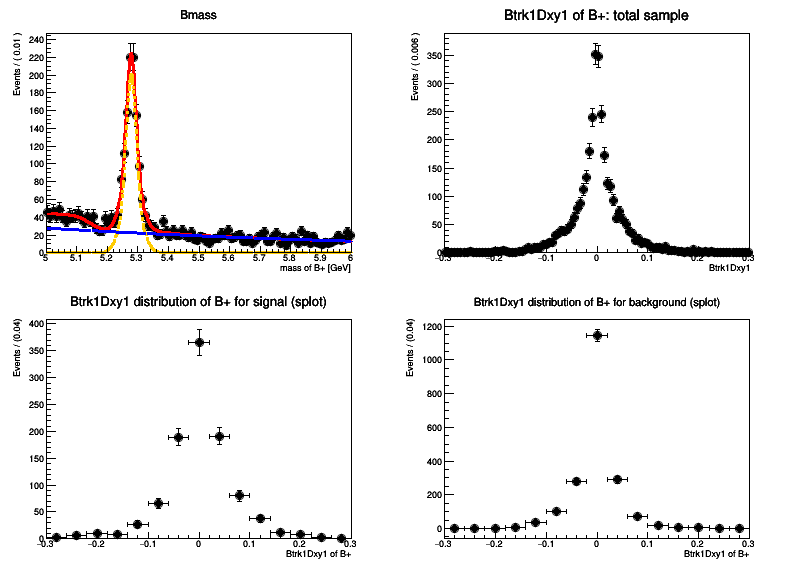 Bmass
Events / ( 0.01 )
240
220
200
180
160
140
120
100
80
60
40
20
0
5 5.1 5.2 5.3 5.4 5.5 5.6 5.7 5.8 5.9 6
mass of B+ [GeV]
Btrk1Dxy1 of B+: total sample
Events / ( 0.006 )
350
300
250
200
150
100
50
0
−0.3 −0.2 −0.1 0 0.1 0.2 0.3
Btrk1Dxy1
Btrk1Dxy1 distribution of B+ for signal (splot)
Events / (0.04)
400
350
300
250
200
150
100
50
0
−0.3 −0.2 −0.1 0 0.1 0.2 0.3
Btrk1Dxy1 of B+
Btrk1Dxy1 distribution of B+ for background (splot)
Events / (0.04)
1200
1000
800
600
400
200
0
−0.3 −0.2 −0.1 0 0.1 0.2 0.3
Btrk1Dxy1 of B+